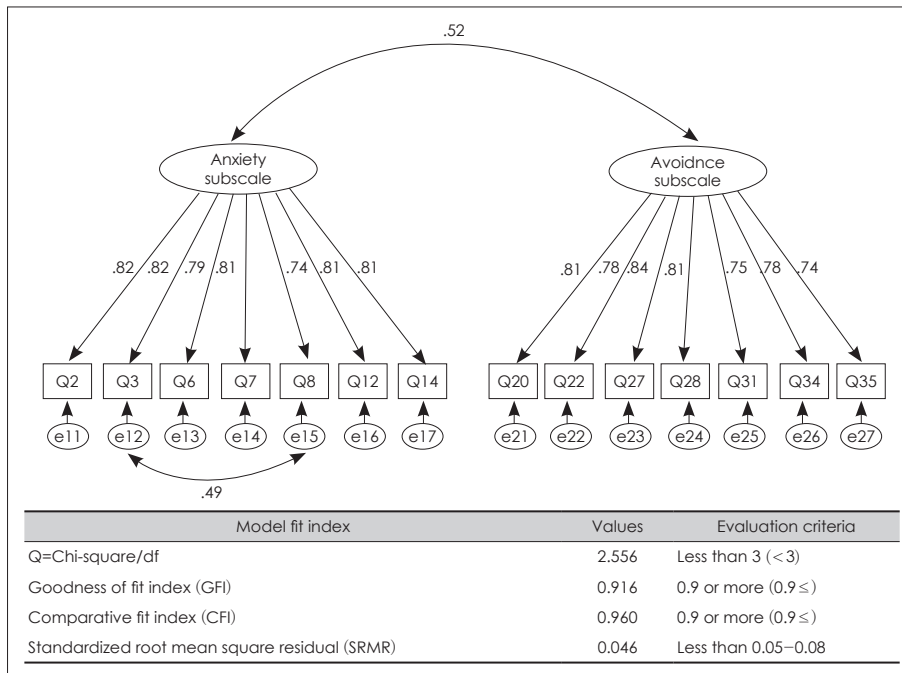 .52
Anxiety
subscale
Avoidnce
subscale
.82 .82 .79 .81 .74 .81 .81
.81 .78 .84 .81 .75 .78 .74
Q2 Q3 Q6 Q7 Q8 Q12 Q14
Q20 Q22 Q27 Q28 Q31 Q34 Q35
e11 e12 e13 e14 e15 e16 e17
e21 e22 e23 e24 e25 e26 e27
.49
Model fit index Values Evaluation criteria
Q=Chi-square/df 2.556 Less than 3 (<3)
Goodness of fit index (GFI) 0.916 0.9 or more (0.9≤)
Comparative fit index (CFI) 0.960 0.9 or more (0.9≤)
Standardized root mean square residual (SRMR) 0.046 Less than 0.05–0.08